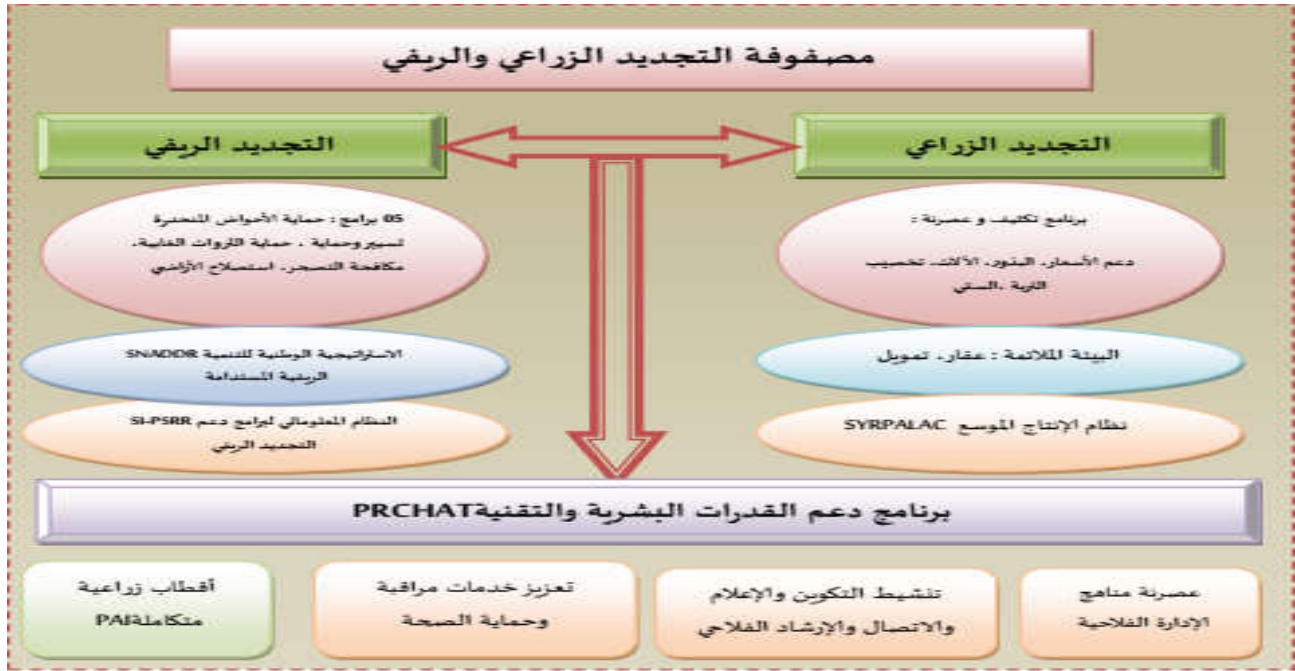 مصفوفة التجديد الزراعي والريفي
التجديد الزراعي
التجديد الريفي
برنامج تكثيف و عصرنة :
دعم الأسعار، البذور، الآلات، تخصيب
التربة ،السقي
05 برامج : حماية الأحواض المنحدرة
تسيير وحماية ، حماية الثروات الغابية،
مكافحة التصحر، استصلاح الأراضي
البيئة الملائمة : عقار، تمويل
الاستراتيجية الوطنية للتنمية SNADDR
الريفية المستدامة
نظام الإنتاج الموسع SYRPALAC
النظام المعلوماتي لبرامج دعم SI-PSRR
التجديد الريفي
برنامج دعم القدرات البشرية والتقنيةPRCHAT
عصرنة مناهج
الإدارة الفلاحية
تنشيط التكوين والإعلام
والاتصال والإرشاد الفلاحي
تعزيز خدمات مراقبة
وحماية الصحة
أقطاب زراعية
متكاملةPAI